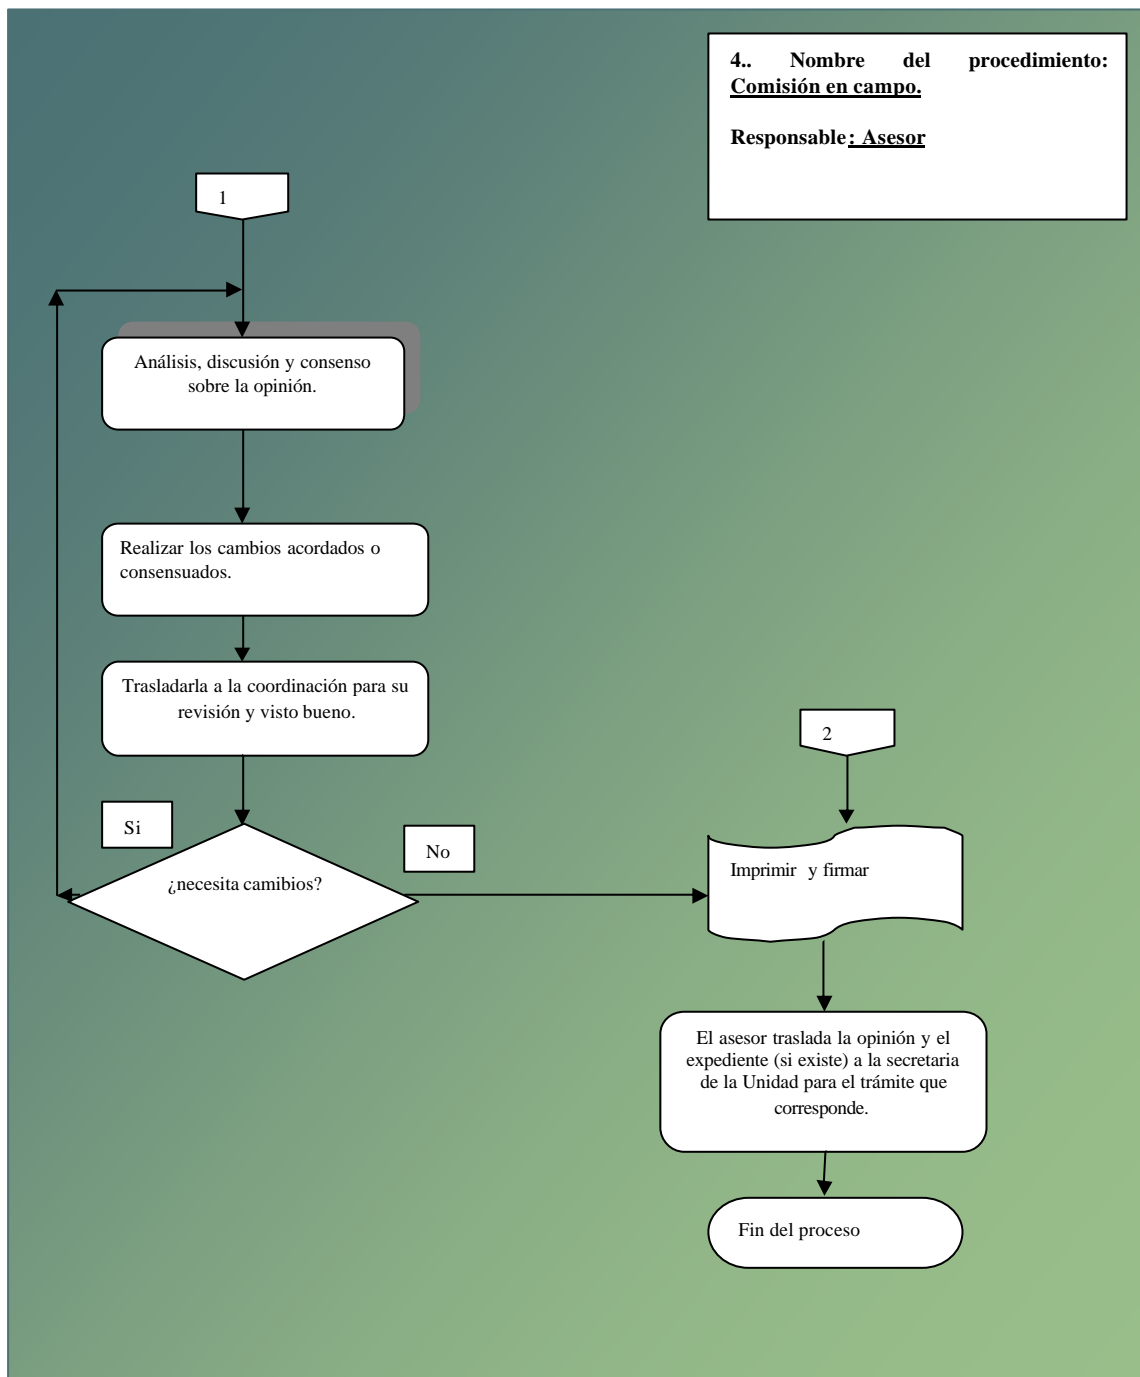 4.. Nombre del procedimiento:
Comisión en campo.
Responsable: Asesor
1
Análisis, discusión y consenso
sobre la opinión.
Realizar los cambios acordados o
consensuados.
Trasladarla a la coordinación para su
revisión y visto bueno.
Si
¿necesita camibios?
No
2
Imprimir y firmar
El asesor traslada la opinión y el
expediente (si existe) a la secretaria
de la Unidad para el trámite que
corresponde.
Fin del proceso